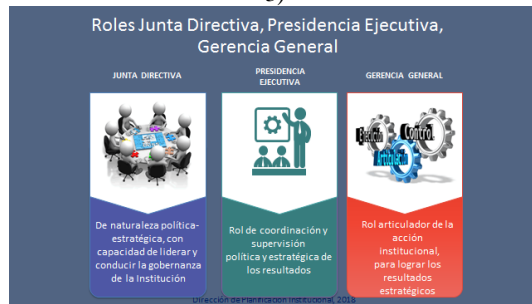 Roles Junta Directiva, Presidencia Ejecutiva,
Gerencia General
JUNTA DIRECTIVA
PRESIDENCIA
EJECUTIVA
GERENCIA GENERAL
Ejecución
Control
Articulación
De naturaleza política-
estratégica, con
capacidad de liderar y
conducir la gobernanza
de la Institución
Rol de coordinación y
supervisión
política y estratégica de
los resultados
Rol articulador de la
acción
institucional,
para lograr los
resultados
estratégicos
Dirección de Planificación Institucional, 2018